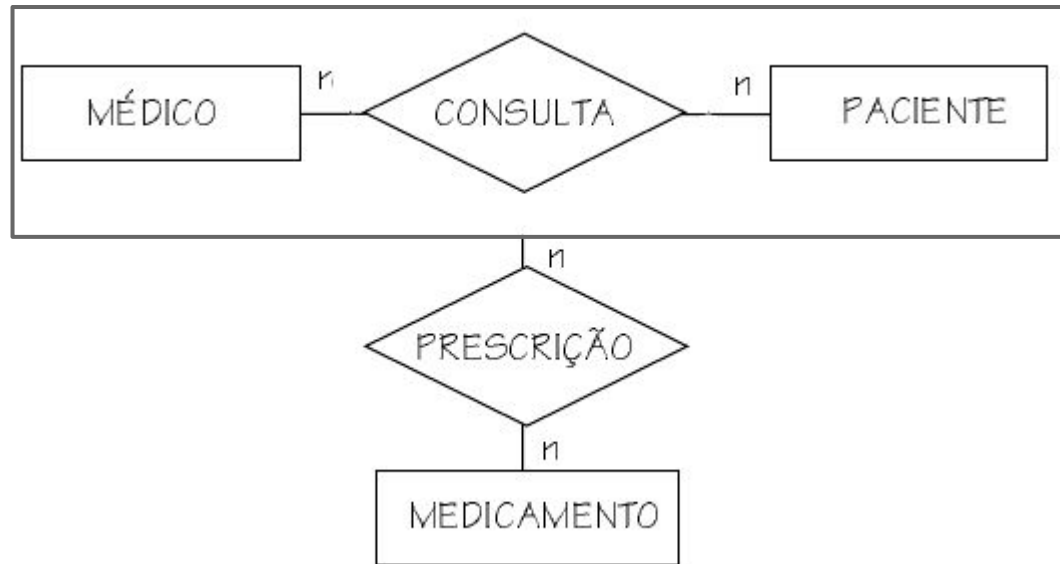 MÉDICO
n
CONSULTA
n
PACIENTE
n
PRESCRIÇÃO
n
MEDICAMENTO